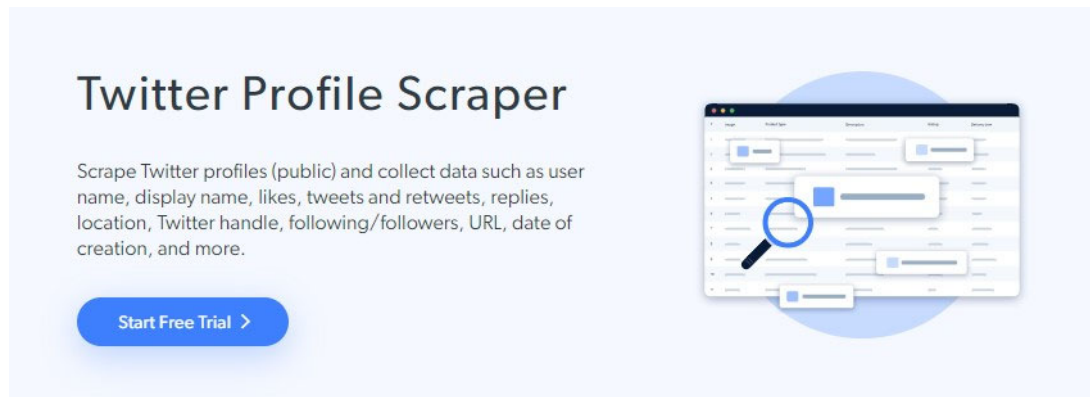 Twitter Profile Scraper
Scrape Twitter profiles (public) and collect data such as user
name, display name, likes, tweets and retweets, replies,
location, Twitter handle, following/followers, URL, date of
creation, and more.
Start Free Trial >